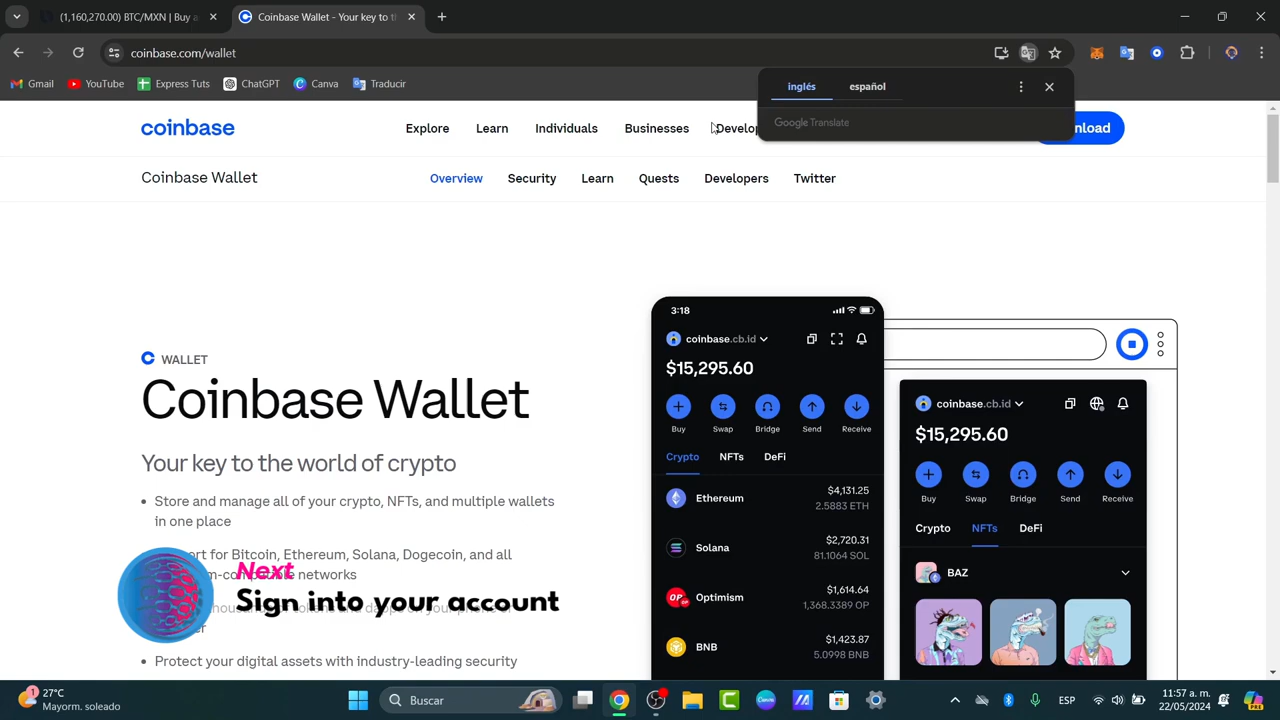 (1,160,270.00) BTC/MXN | Buy a
Coinbase Wallet - Your key to th
coinbase.com/wallet
Gmail
YouTube
Express Tuts
ChatGPT
Canva
Traducir
inglés
español
Google Translate
coinbase
Explore
Learn
Individuals
Businesses
Develop
nload
Coinbase Wallet
Overview
Security
Learn
Quests
Developers
Twitter
WALLET
Coinbase Wallet
Your key to the world of crypto
Store and manage all of your crypto, NFTs, and multiple wallets
in one place
ort for Bitcoin, Ethereum, Solana, Dogecoin, and all
m-com networks
Protect your digital assets with industry-leading security
Next
Sign into your account
3:18
coinbase.cb.id
$15,295.60
Buy
Swap
Bridge
Send
Receive
Crypto
NFTs
DeFi
Ethereum
$4,131.25
2.5883 ETH
Solana
$2,720.31
81.1064 SOL
Optimism
$1,614.64
1,368.3389 OP
BNB
$1,423.87
5.0998 BNB
coinbase.cb.id
$15,295.60
Buy
Swap
Bridge
Send
Receive
Crypto
NFTs
DeFi
BAZ
27°C
Mayorm. soleado
Buscar
ESP
11:57 a. m.
22/05/2024